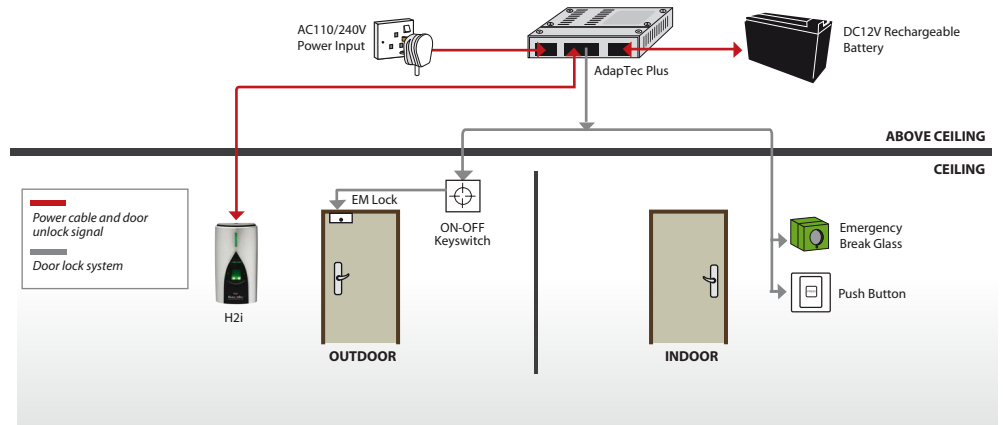 AC110/240V
Power Input
AdapTec Plus
DC12V Rechargeable
Battery
ABOVE CEILING
CEILING
Power cable and door
unlock signal
Door lock system
H2i
EM Lock
ON-OFF
Keyswitch
OUTDOOR
INDOOR
Emergency
Break Glass
Push Button